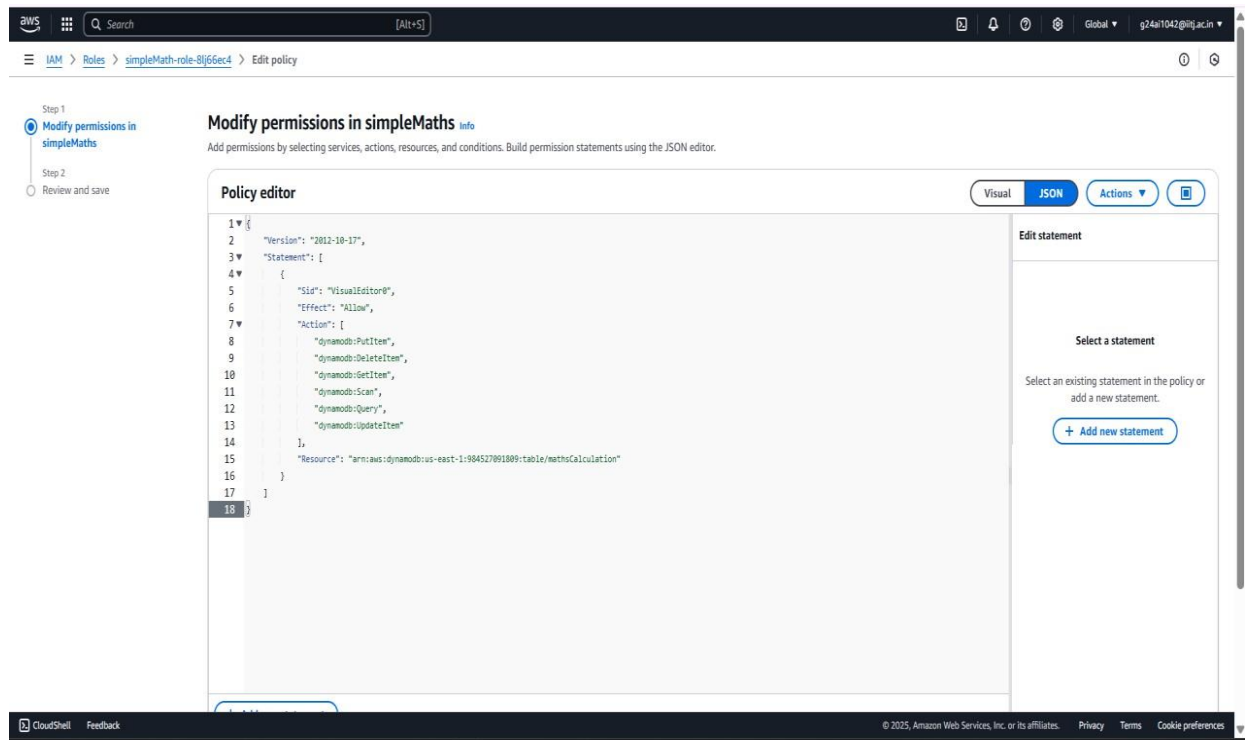 aws Search [Alt+S] Global ▼ g24ai1042@iitj.ac.in ▼
IAM > Roles > simpleMath-role-8lj66ec4 > Edit policy
Step 1
Modify permissions in
simpleMaths
Step 2
Review and save
Modify permissions in simpleMaths Info
Add permissions by selecting services, actions, resources, and conditions. Build permission statements using the JSON editor.
Policy editor
Visual JSON Actions ▼
1 {
2 "Version": "2012-10-17",
3 "Statement": [
4 {
5 "Sid": "VisualEditor0",
6 "Effect": "Allow",
7 "Action": [
8 "dynamodb:PutItem",
9 "dynamodb:DeleteItem",
10 "dynamodb:GetItem",
11 "dynamodb:Scan",
12 "dynamodb:Query",
13 "dynamodb:UpdateItem"
14 ],
15 "Resource": "arn:aws:dynamodb:us-east-1:984527091809:table/mathsCalculation"
16 }
17 ]
18 }
Edit statement
Select a statement
Select an existing statement in the policy or
add a new statement.
+ Add new statement
CloudShell Feedback © 2025, Amazon Web Services, Inc. or its affiliates. Privacy Terms Cookie preferences